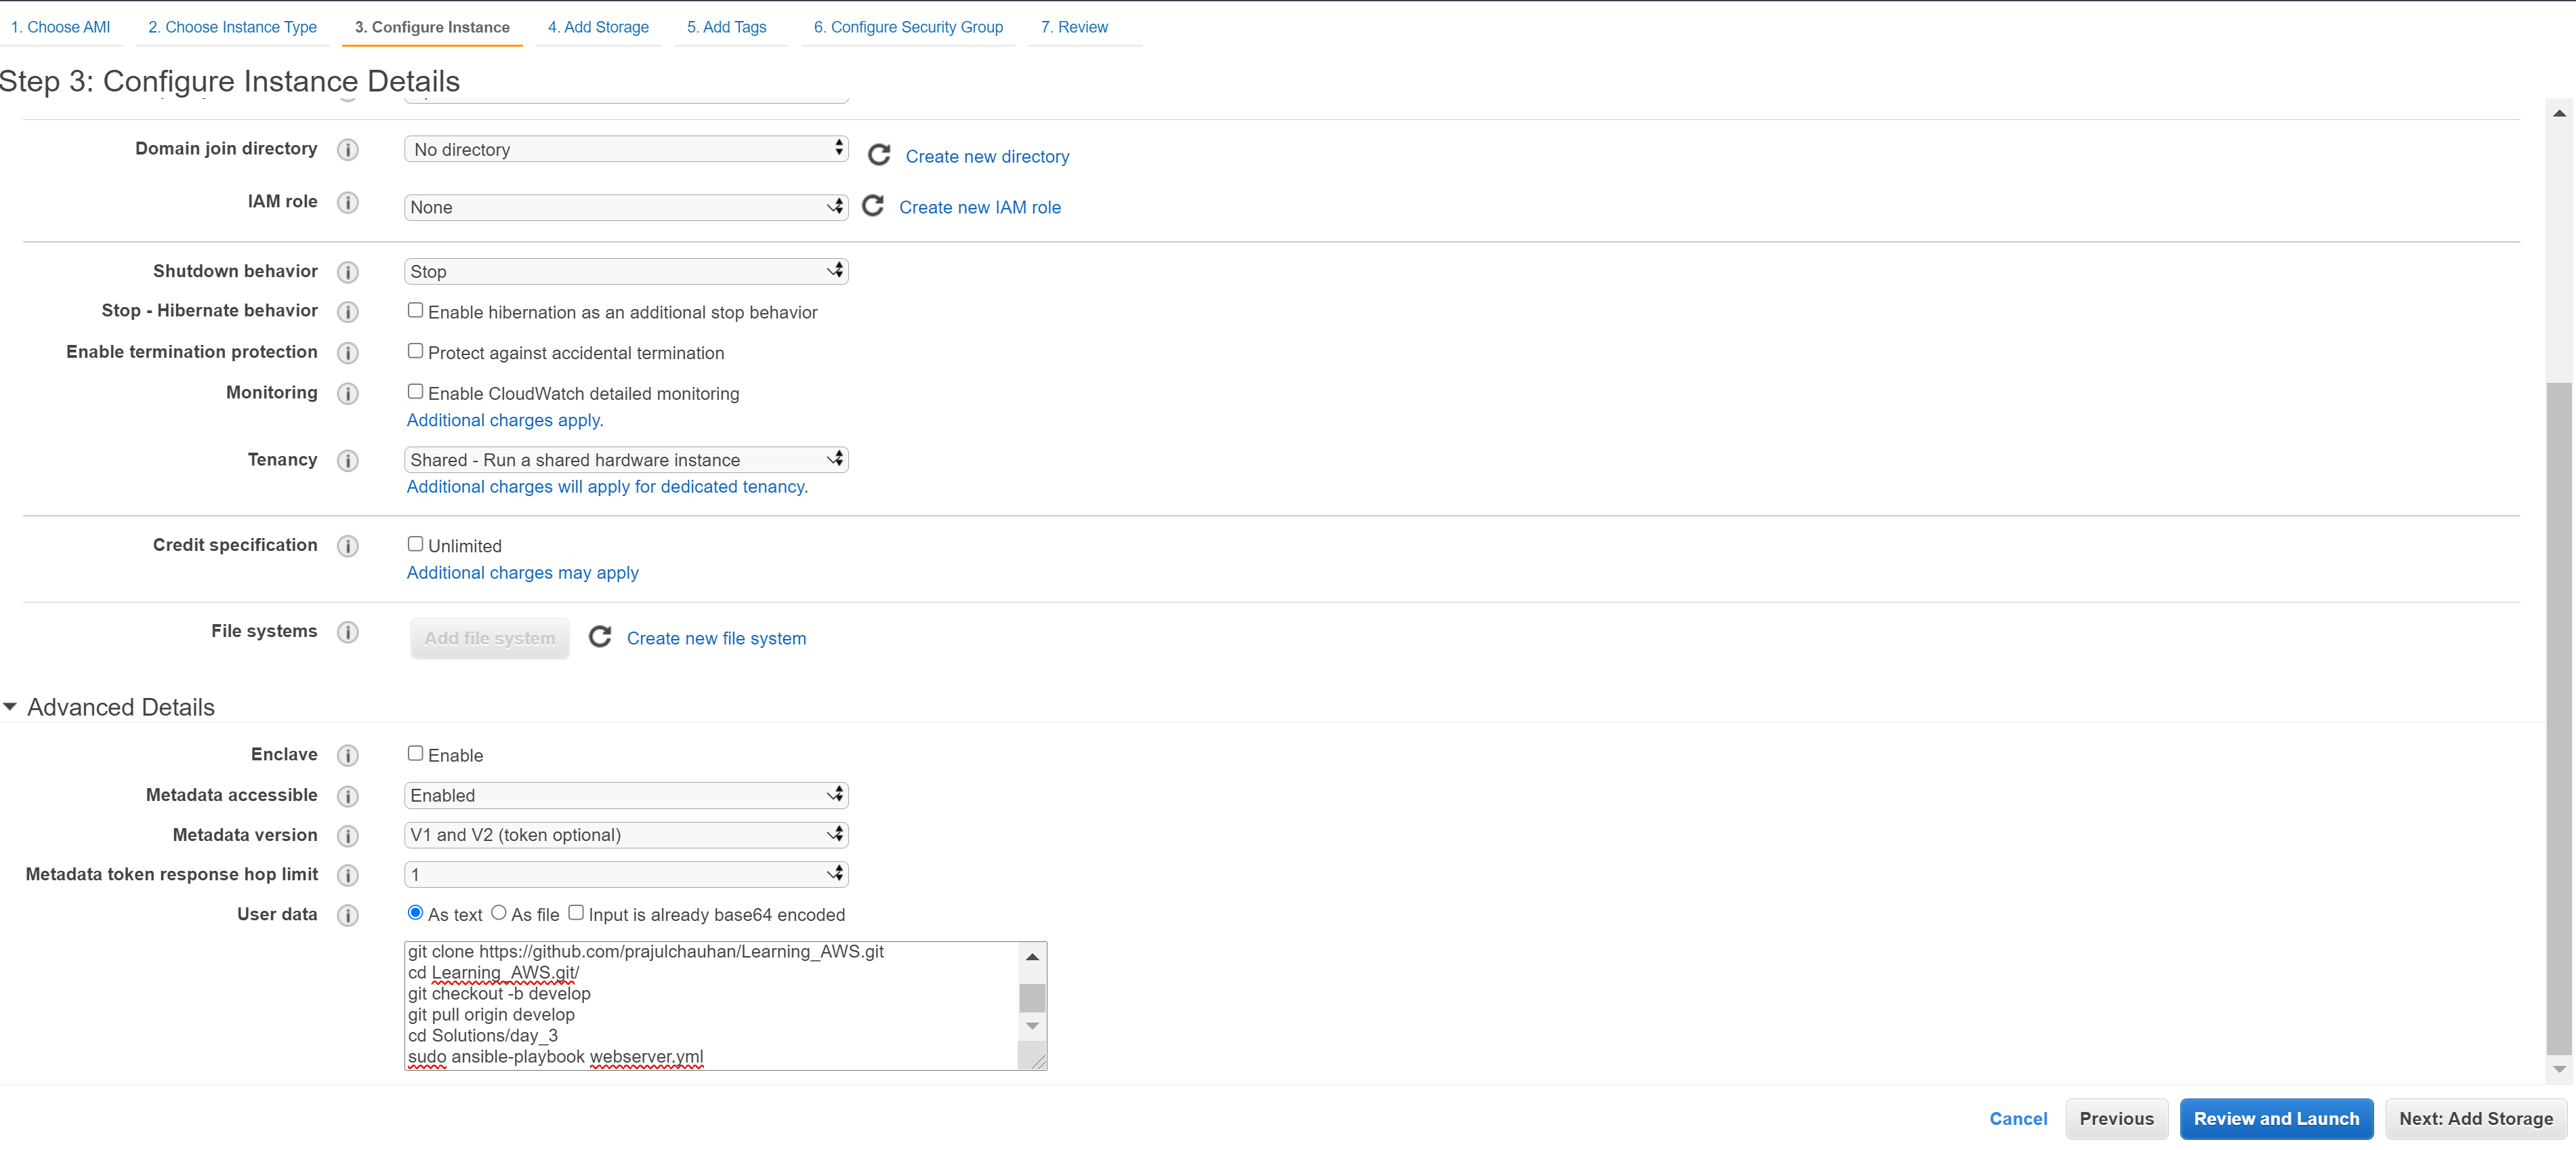 1. Choose AMI
2. Choose Instance Type
3. Configure Instance
4. Add Storage
5. Add Tags
6. Configure Security Group
7. Review
Step 3: Configure Instance Details
Domain join directory
No directory
Create new directory
IAM role
None
Create new IAM role
Shutdown behavior
Stop
Stop - Hibernate behavior
Enable hibernation as an additional stop behavior
Enable termination protection
Protect against accidental termination
Monitoring
Enable CloudWatch detailed monitoring
Additional charges apply.
Tenancy
Shared - Run a shared hardware instance
Additional charges will apply for dedicated tenancy.
Credit specification
Unlimited
Additional charges may apply
File systems
Add file system
Create new file system
Advanced Details
Enclave
Enable
Metadata accessible
Enabled
Metadata version
V1 and V2 (token optional)
Metadata token response hop limit
1
User data
As text
As file
Input is already base64 encoded
git clone https://github.com/prajulchauhan/Learning_AWS.git
cd Learning_AWS.git/
git checkout -b develop
git pull origin develop
cd Solutions/day_3
sudo ansible-playbook webserver.yml
Cancel
Previous
Review and Launch
Next: Add Storage